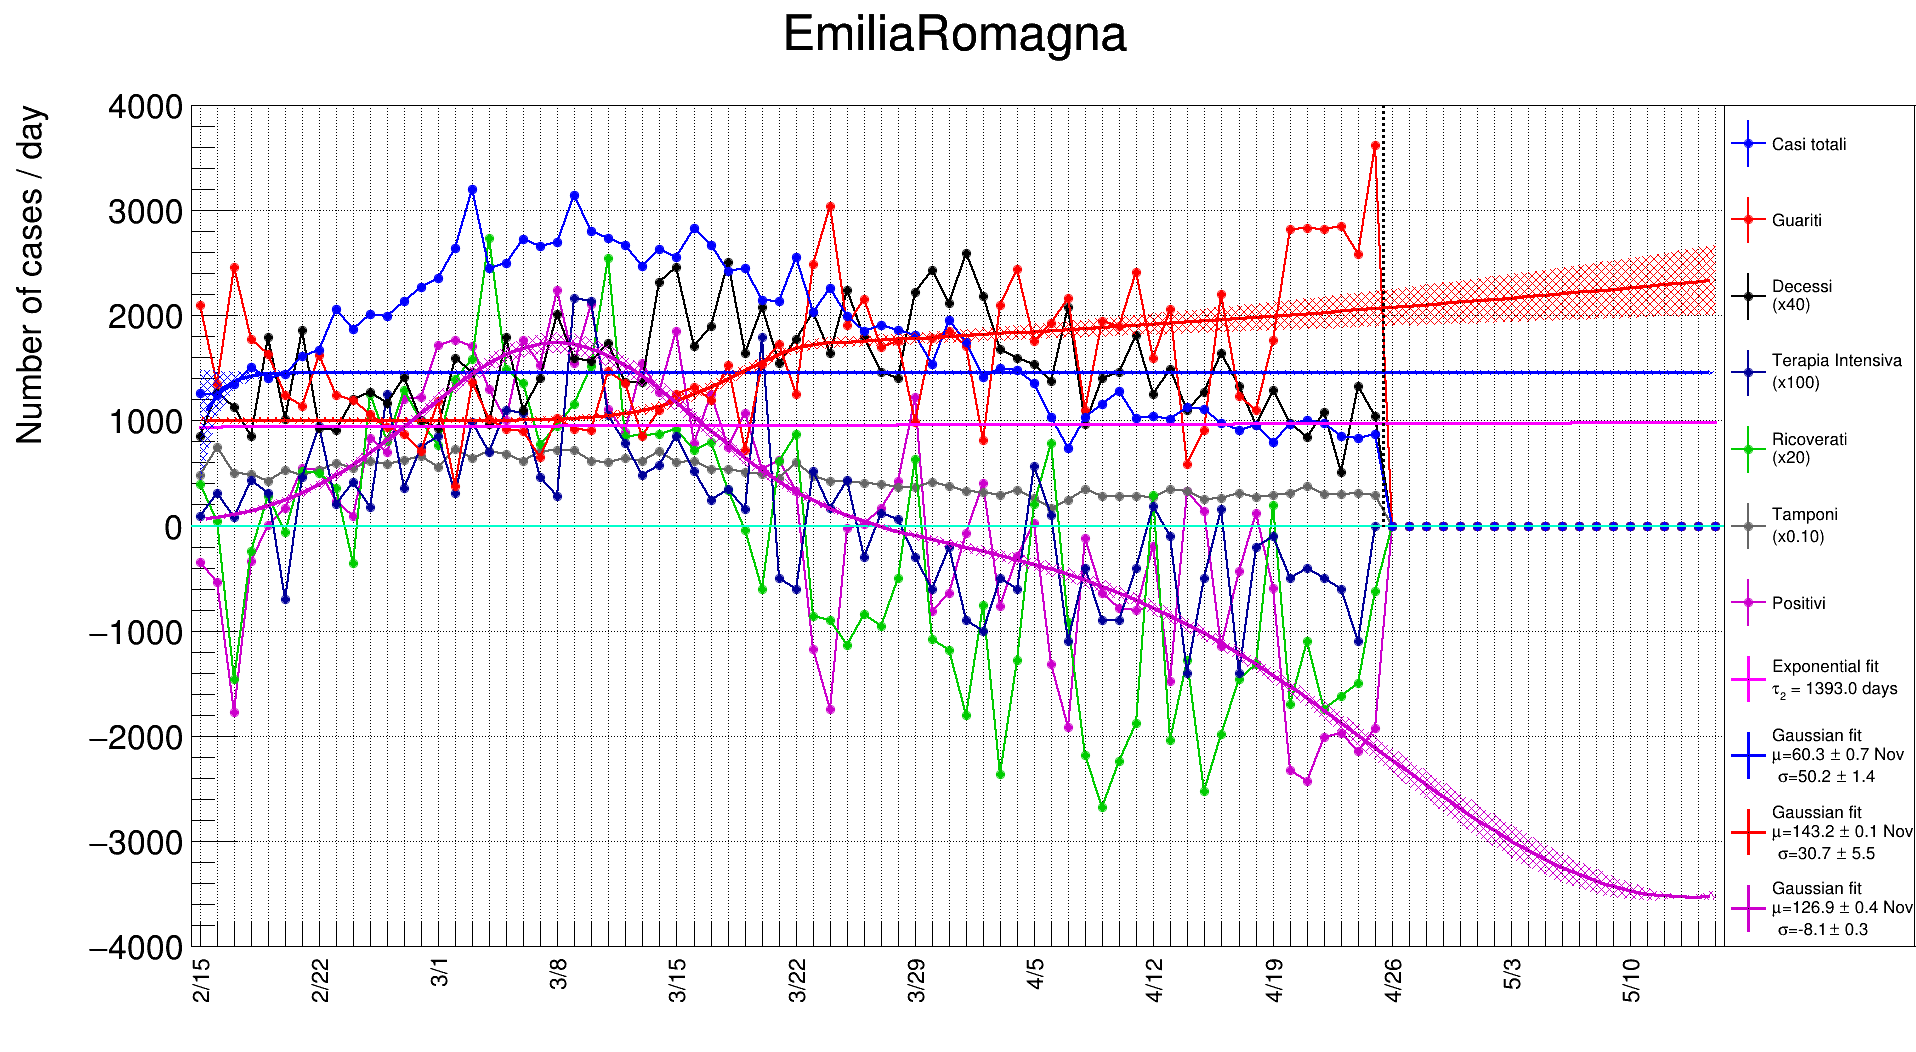 EmiliaRomagna
Number of cases / day
4000
3000
2000
1000
0
−1000
−2000
−3000
−4000
2/15
2/22
3/1
3/8
3/15
3/22
3/29
4/5
4/12
4/19
4/26
5/3
5/10
Casi totali
Guariti
Decessi
(x40)
Terapia Intensiva
(x100)
Ricoverati
(x20)
Tamponi
(x0.10)
Positivi
Exponential fit
τ2 = 1393.0 days
Gaussian fit
μ=60.3 ± 0.7 Nov
σ=50.2 ± 1.4
Gaussian fit
μ=143.2 ± 0.1 Nov
σ=30.7 ± 5.5
Gaussian fit
μ=126.9 ± 0.4 Nov
σ=-8.1 ± 0.3